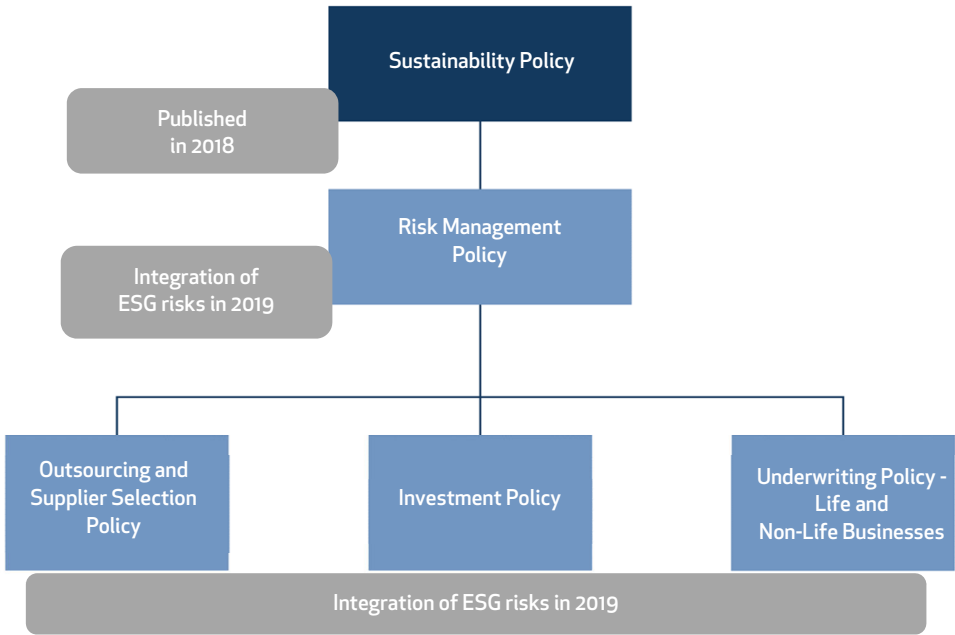 Sustainability Policy
Published
in 2018
Risk Management
Policy
Integration of
ESG risks in 2019
Outsourcing and
Supplier Selection
Policy
Investment Policy
Underwriting Policy -
Life and
Non-Life Businesses
Integration of ESG risks in 2019